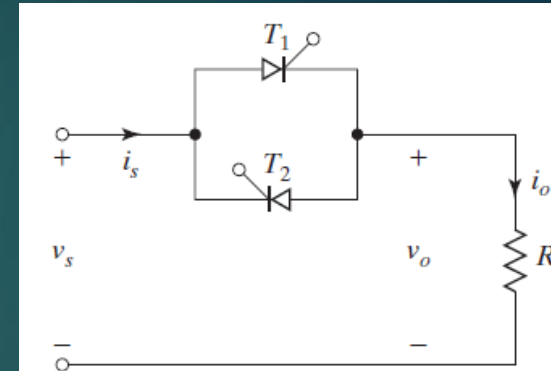 T₁
+
iₛ
T₂
+
iₒ
vₛ
vₒ
R
−
−